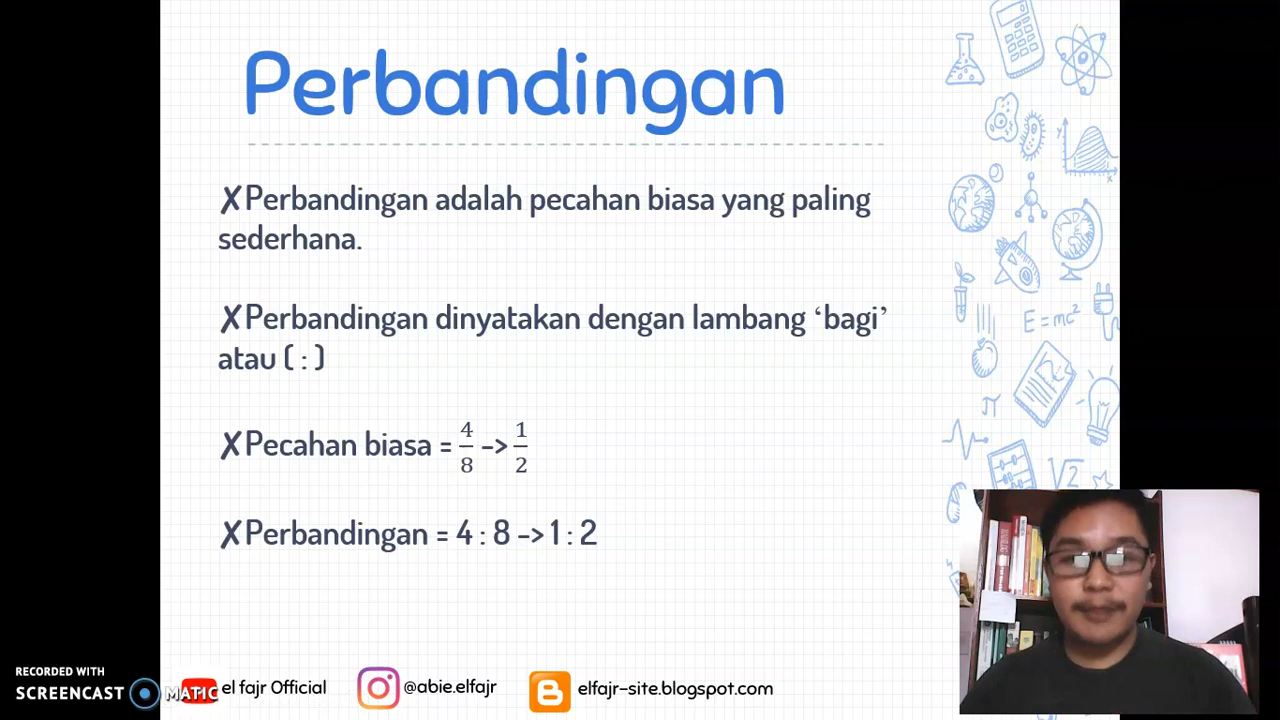 Perbandingan
✗Perbandingan adalah pecahan biasa yang paling
sederhana.
✗Perbandingan dinyatakan dengan lambang ‘bagi’
atau ( : )
✗Pecahan biasa = 4/8 -> 1/2
✗Perbandingan = 4 : 8 -> 1 : 2
E = mc²
π
√2
y
x
RECORDED WITH
SCREENCAST MATIC
el fajr Official
@abie.elfajr
elfajr-site.blogspot.com